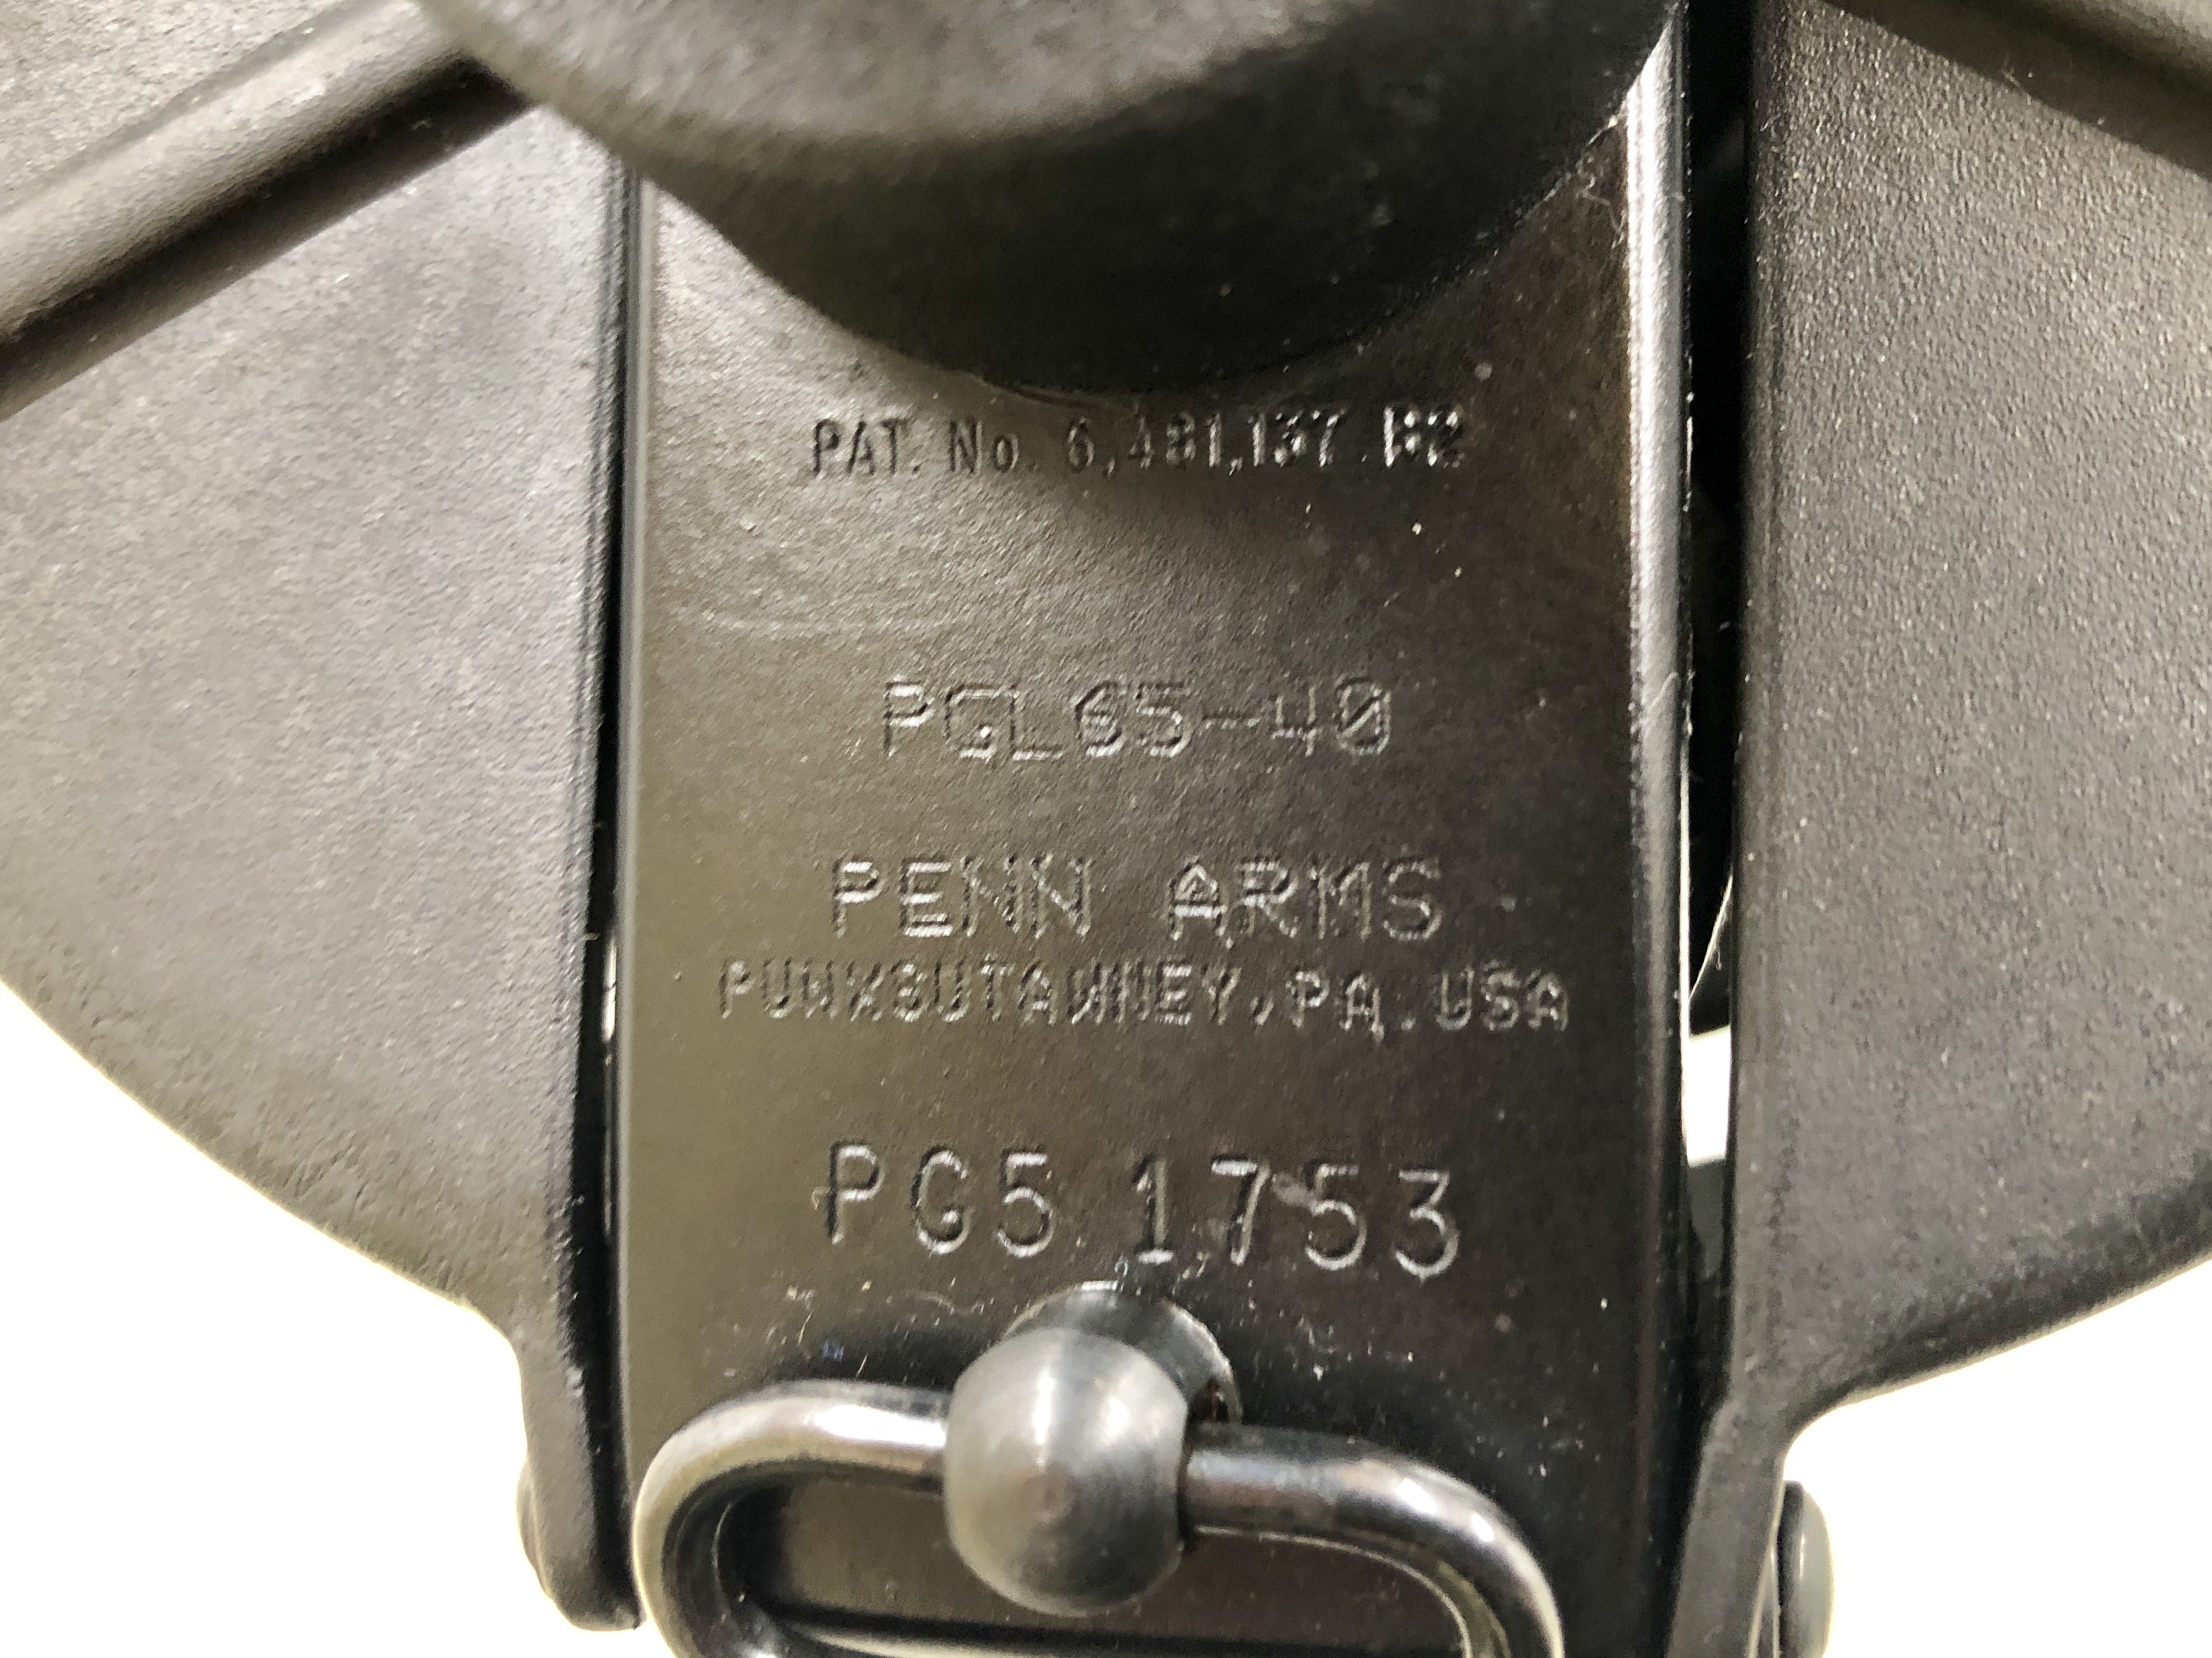 PAT. No. 6,481,137 B2
PGL65-40
PENN ARMS
PUNXSUTAWNEY, PA. USA
PG5 1753